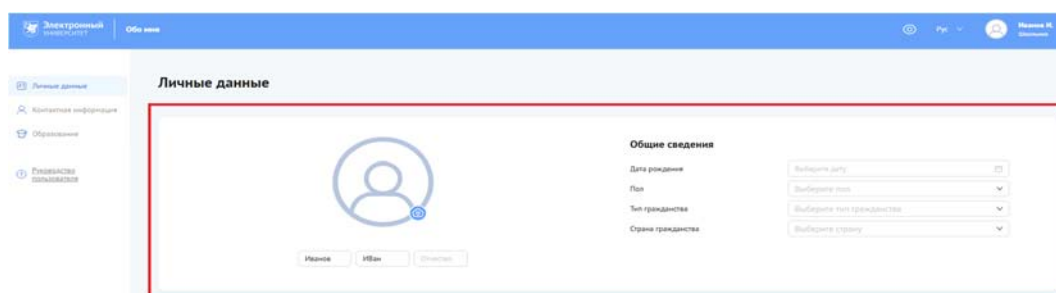 Электронный
УНИВЕРСИТЕТ
Обо мне
Рус
Иванов И.
Школьник
Личные данные
Контактная информация
Образование
Руководство
пользователя
Личные данные
Общие сведения
Дата рождения
Выберите дату
Пол
Выберите пол
Тип гражданства
Выберите тип гражданства
Страна гражданства
Выберите страну
Иванов
ИВан
Отчество